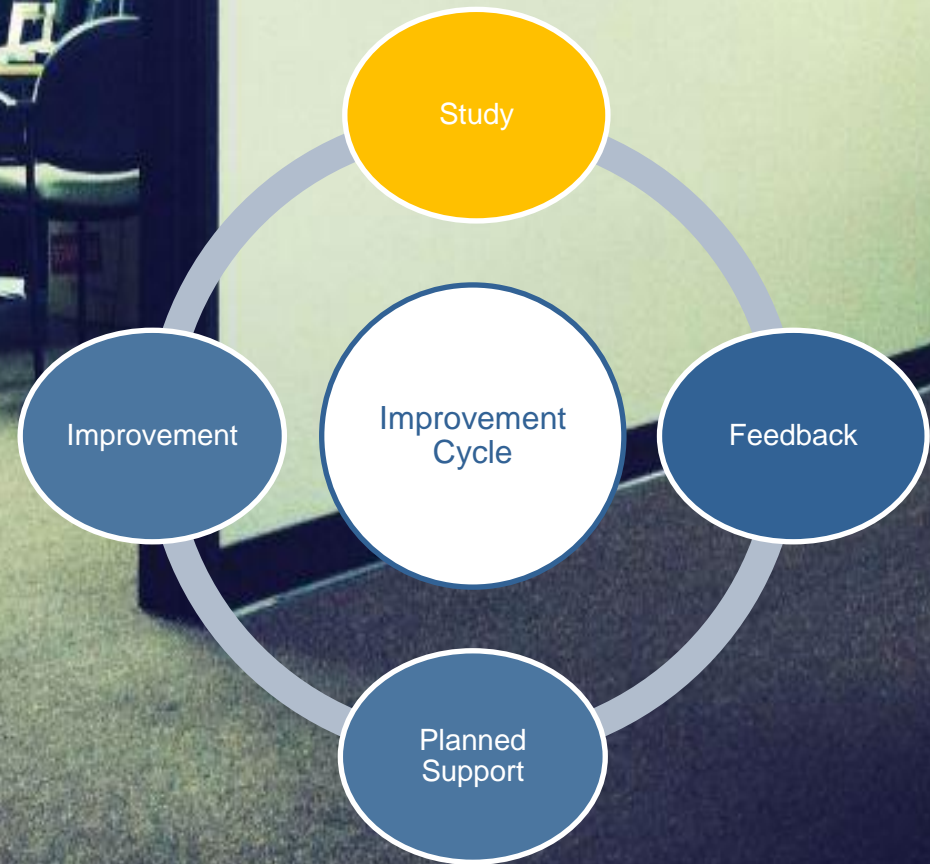 Study
Improvement
Improvement
Cycle
Feedback
Planned
Support